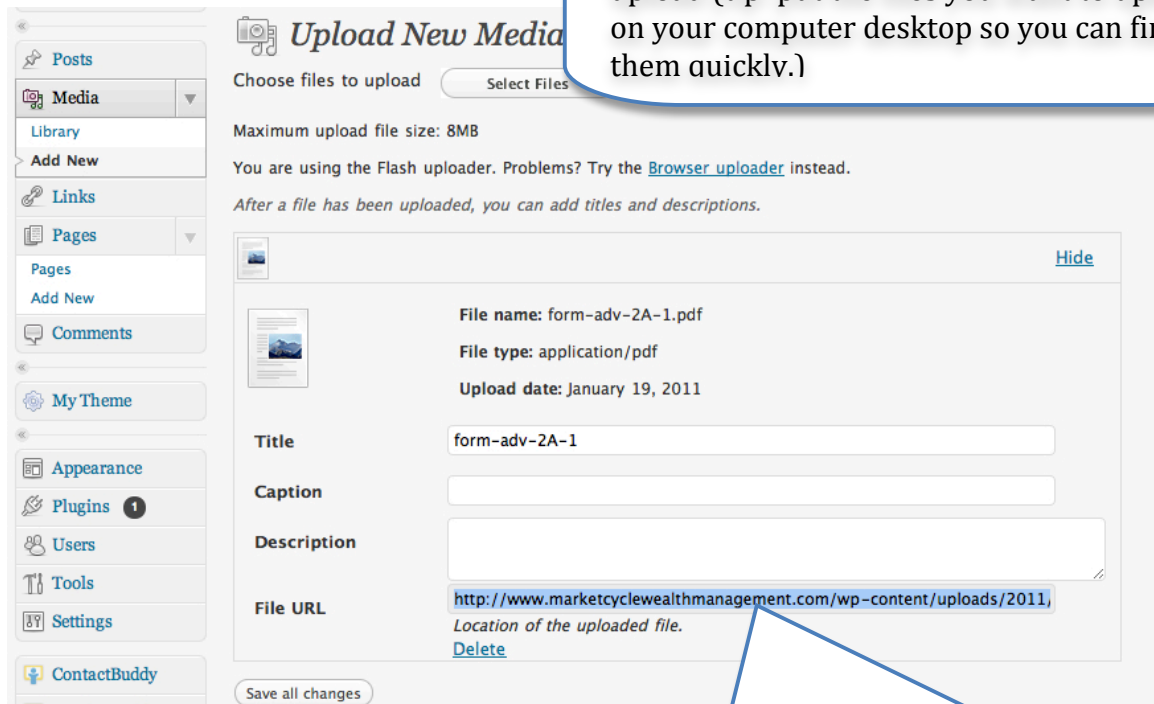 on your computer desktop so you can
them quickly.)
Upload New Media
Choose files to upload
Select Files
Maximum upload file size: 8MB
You are using the Flash uploader. Problems? Try the Browser uploader instead.
After a file has been uploaded, you can add titles and descriptions.
Posts
Media
Library
Add New
Links
Pages
Pages
Add New
Comments
My Theme
Appearance
Plugins 1
Users
Tools
Settings
ContactBuddy
Hide
File name: form-adv-2A-1.pdf
File type: application/pdf
Upload date: January 19, 2011
Title
form-adv-2A-1
Caption
Description
File URL
http://www.marketcyclewealthmanagement.com/wp-content/uploads/2011/
Location of the uploaded file.
Delete
Save all changes